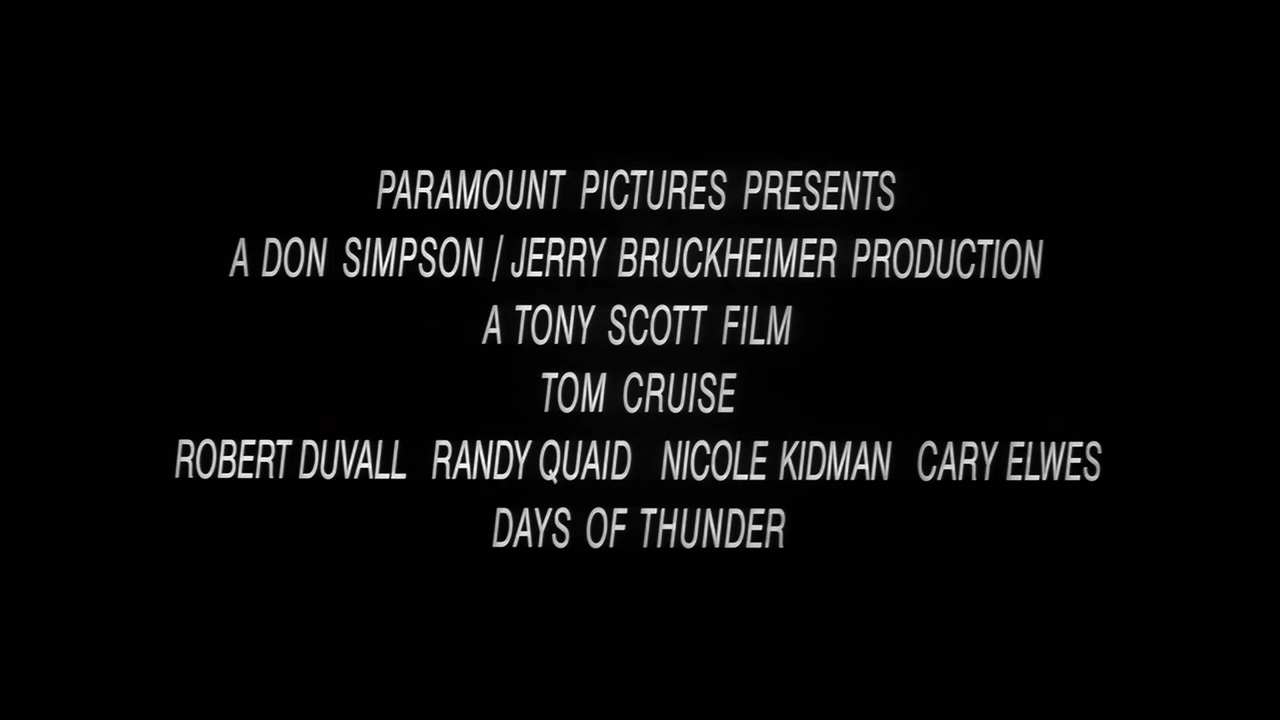 PARAMOUNT PICTURES PRESENTS
A DON SIMPSON / JERRY BRUCKHEIMER PRODUCTION
A TONY SCOTT FILM
TOM CRUISE
ROBERT DUVALL RANDY QUAID NICOLE KIDMAN CARY ELWES
DAYS OF THUNDER